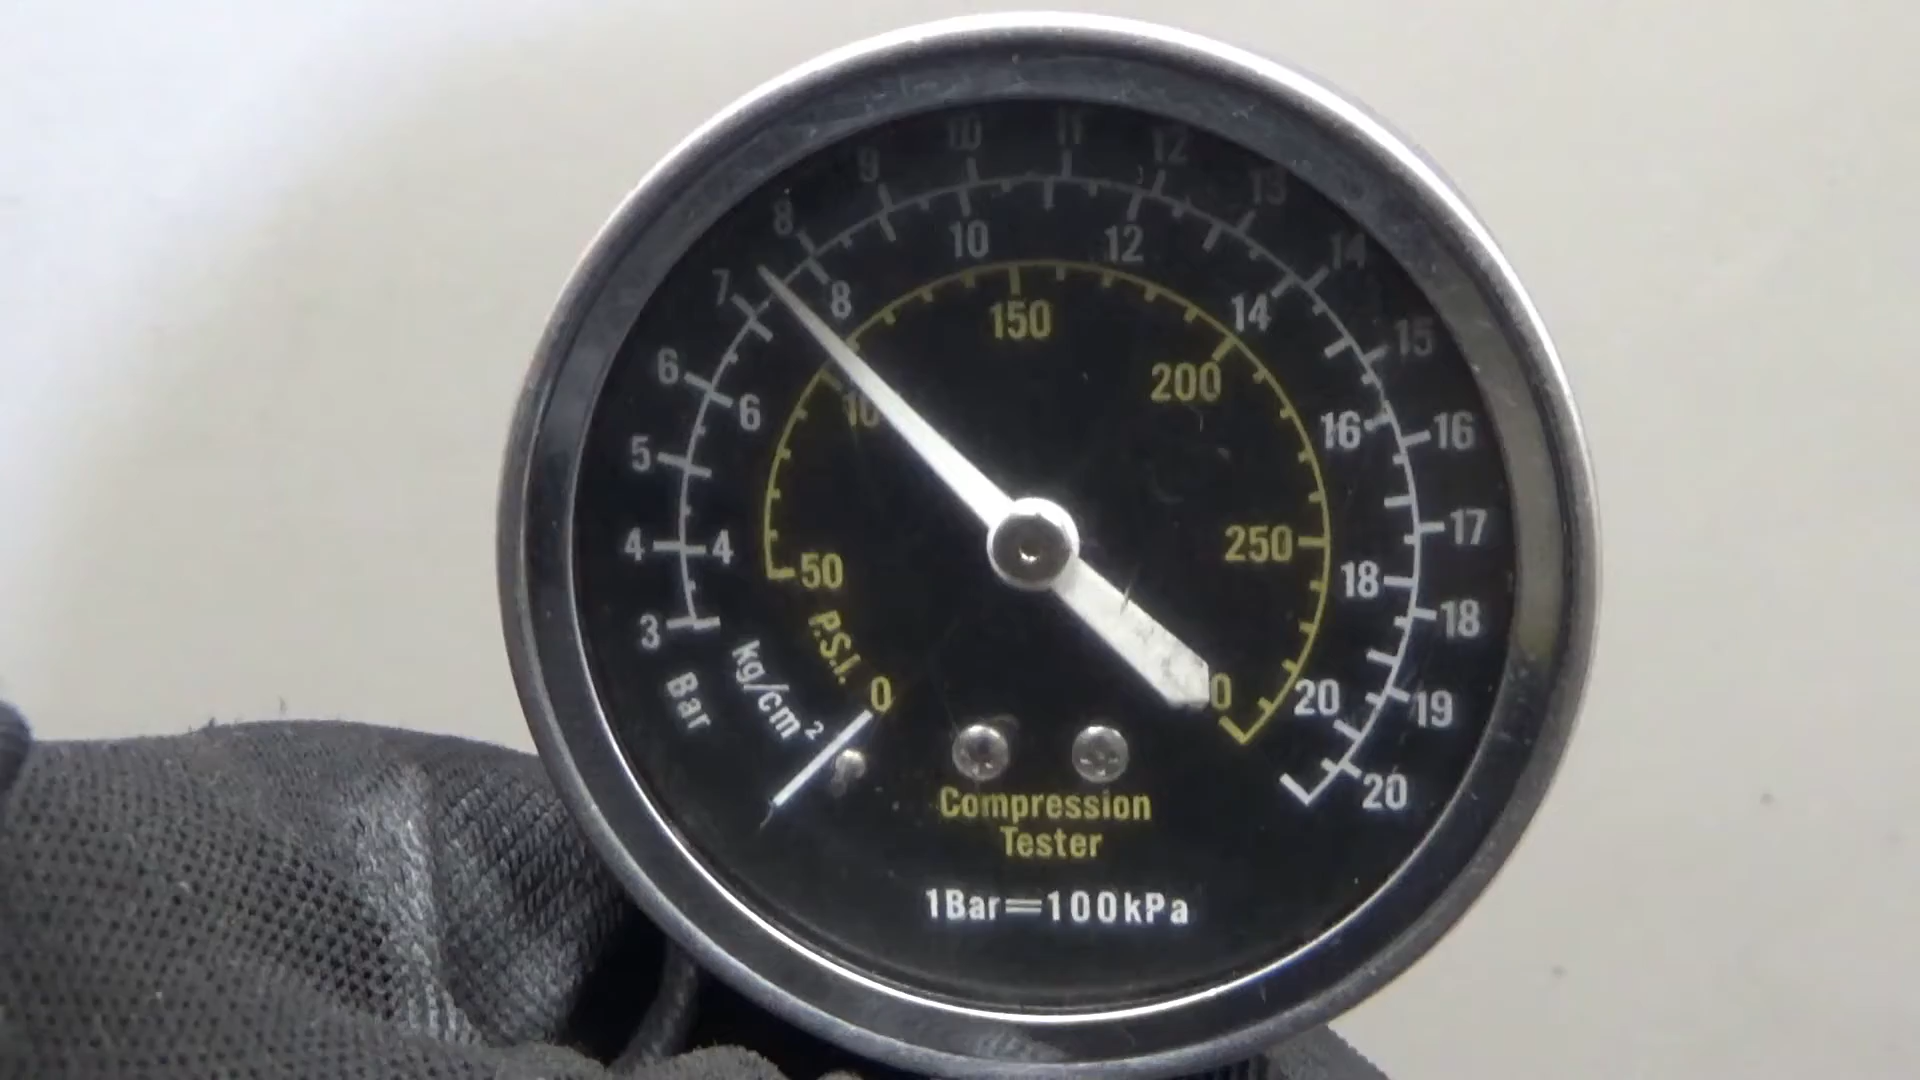 3 4 5 6 7 8 9 10 11 12 13 14 15 16 17 18 19 20
Bar
4 6 8 10 12 14 16 18 20
kg/cm²
0 50 10 150 200 250 0
P.S.I.
Compression
Tester
1Bar=100kPa